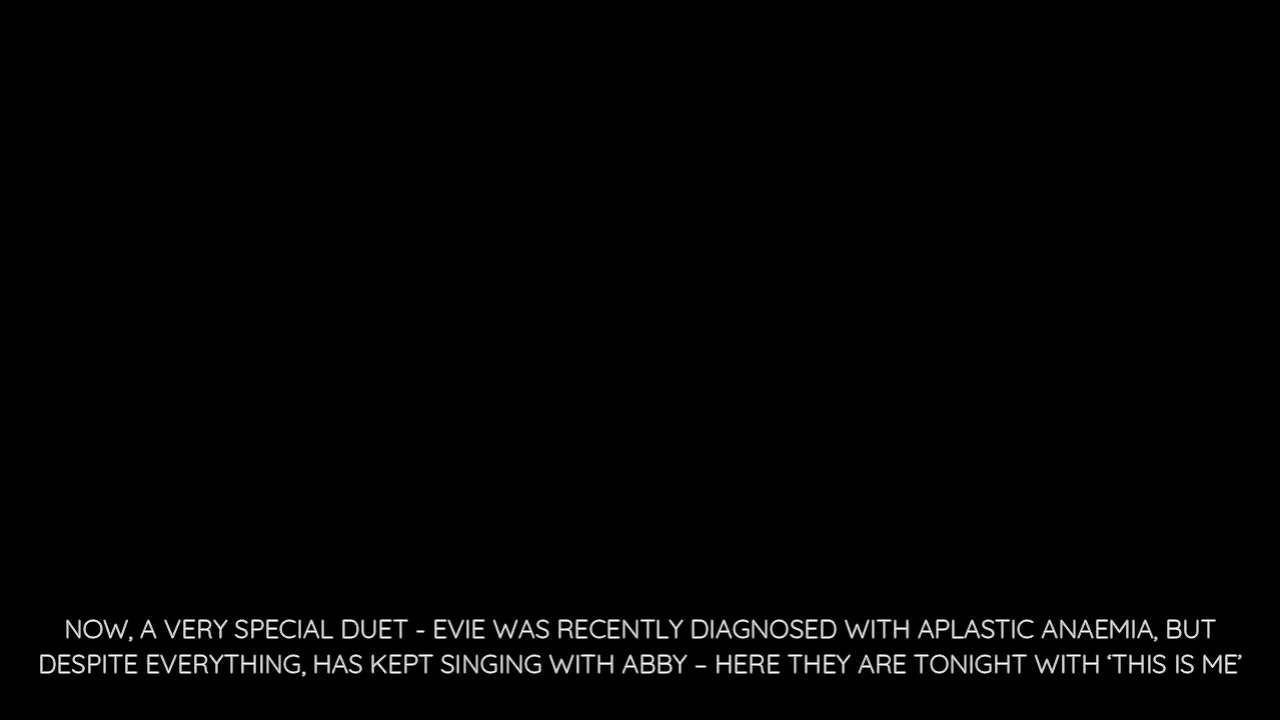 NOW, A VERY SPECIAL DUET - EVIE WAS RECENTLY DIAGNOSED WITH APLASTIC ANAEMIA, BUT
DESPITE EVERYTHING, HAS KEPT SINGING WITH ABBY – HERE THEY ARE TONIGHT WITH ‘THIS IS ME’